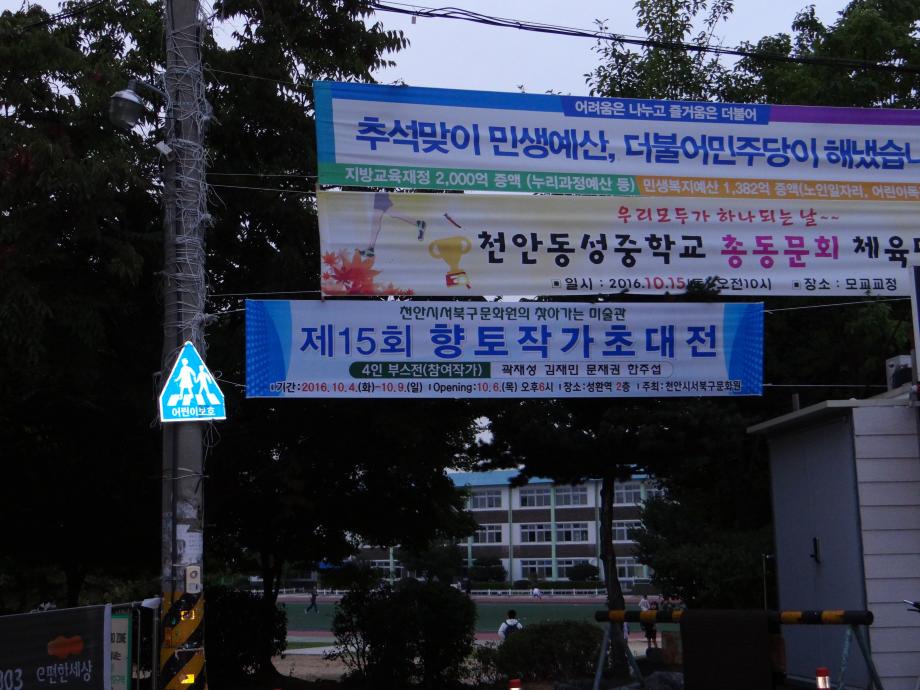 어려움은 나누고 즐거움은 더불어
추석맞이 민생예산, 더불어민주당이 해냈습니
지방교육재정 2,000억 증액 (누리과정예산 등) 민생복지예산 1,382억 증액(노인일자리, 어린이
우리모두가 하나되는날~~
천안동성중학교 총동문회 체육
■ 일시 : 2016.10.15(토)오전10시 ■ 장소 : 모교교정
천안시서북구문화원의 찾아가는 미술관
제15회 향토작가초대전
4인 부스전(참여작가) 곽재성 김재민 문재권 한주섭
기간: 2016. 10. 4.(화)-10. 9.(일) Opening: 10. 6.(목) 오후6시 장소: 성환역 2층 주최: 천안시서북구문화원
어린이보호
e편한세상
803
ZONE